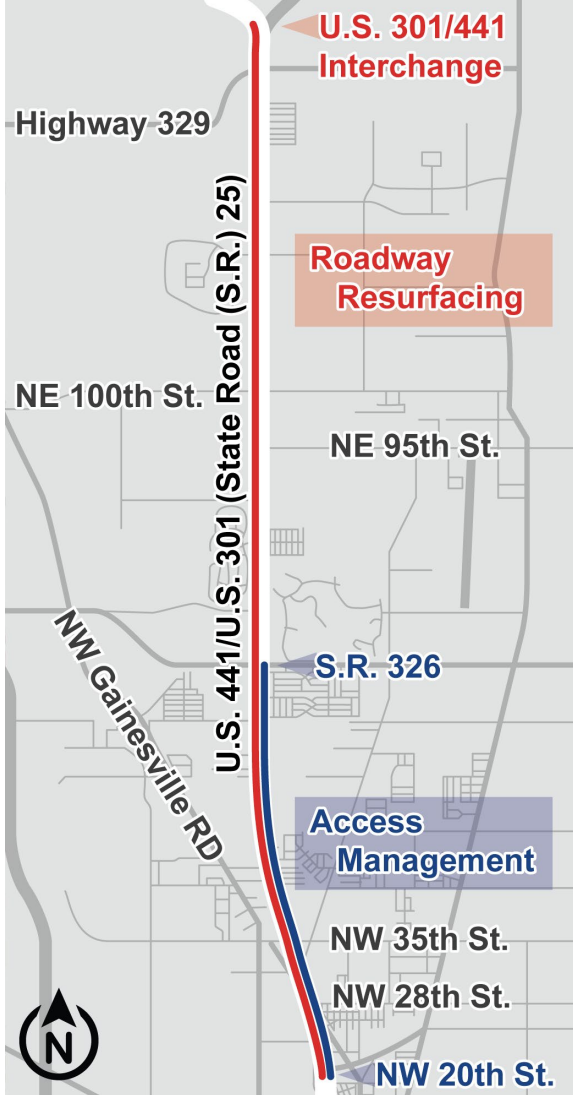 U.S. 301/441
Interchange
Highway 329
U.S. 441/U.S. 301 (State Road (S.R.) 25)
Roadway
Resurfacing
NE 100th St.
NE 95th St.
S.R. 326
NW Gainesville RD
Access
Management
NW 35th St.
NW 28th St.
N
NW 20th St.